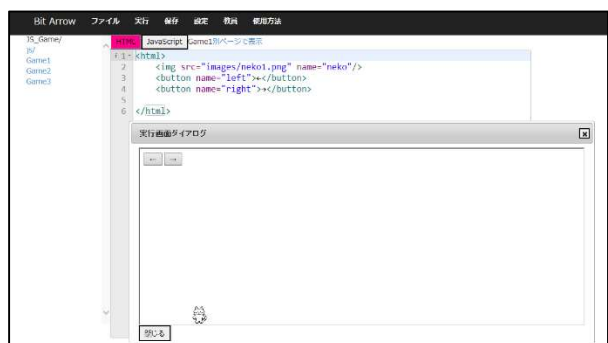 Bit Arrow ファイル 実行 保存 設定 教員 使用方法
JS_Game/
js/
Game1
Game2
Game3
HTML JavaScript Game1別ページで表示
1 <html>
2 <img src="images/neko1.png" name="neko"/>
3 <button name="left">←</button>
4 <button name="right">→</button>
5
6 </html>
実行画面ダイアログ x
← →
閉じる